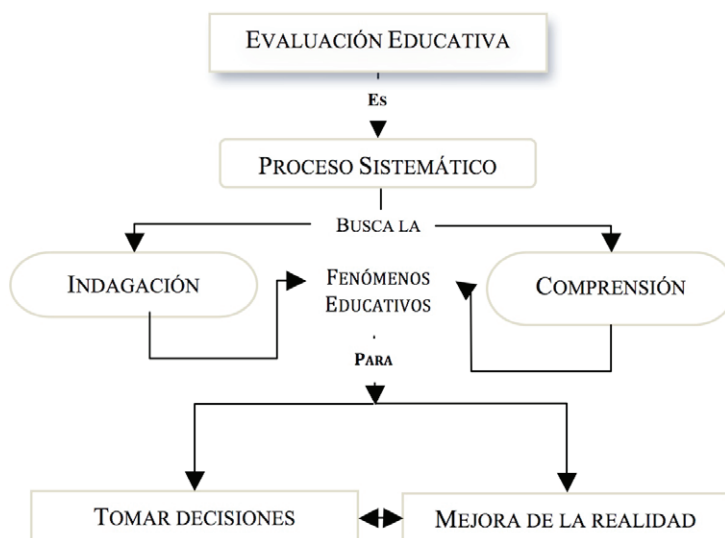 EVALUACIÓN EDUCATIVA
ES
PROCESO SISTEMÁTICO
BUSCA LA
INDAGACIÓN
FENÓMENOS
EDUCATIVOS
COMPRENSIÓN
PARA
TOMAR DECISIONES
MEJORA DE LA REALIDAD